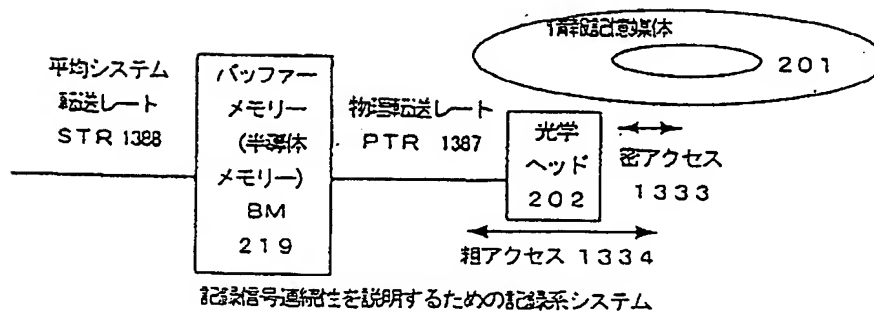 情報記憶媒体
201
平均システム
転送レート
STR 1388
バッファー
メモリー
(半導体
メモリー)
BM
219
物理転送レート
PTR 1387
光学
ヘッド
202
密アクセス
1333
粗アクセス 1334
記録信号連続性を説明するための記録系システム